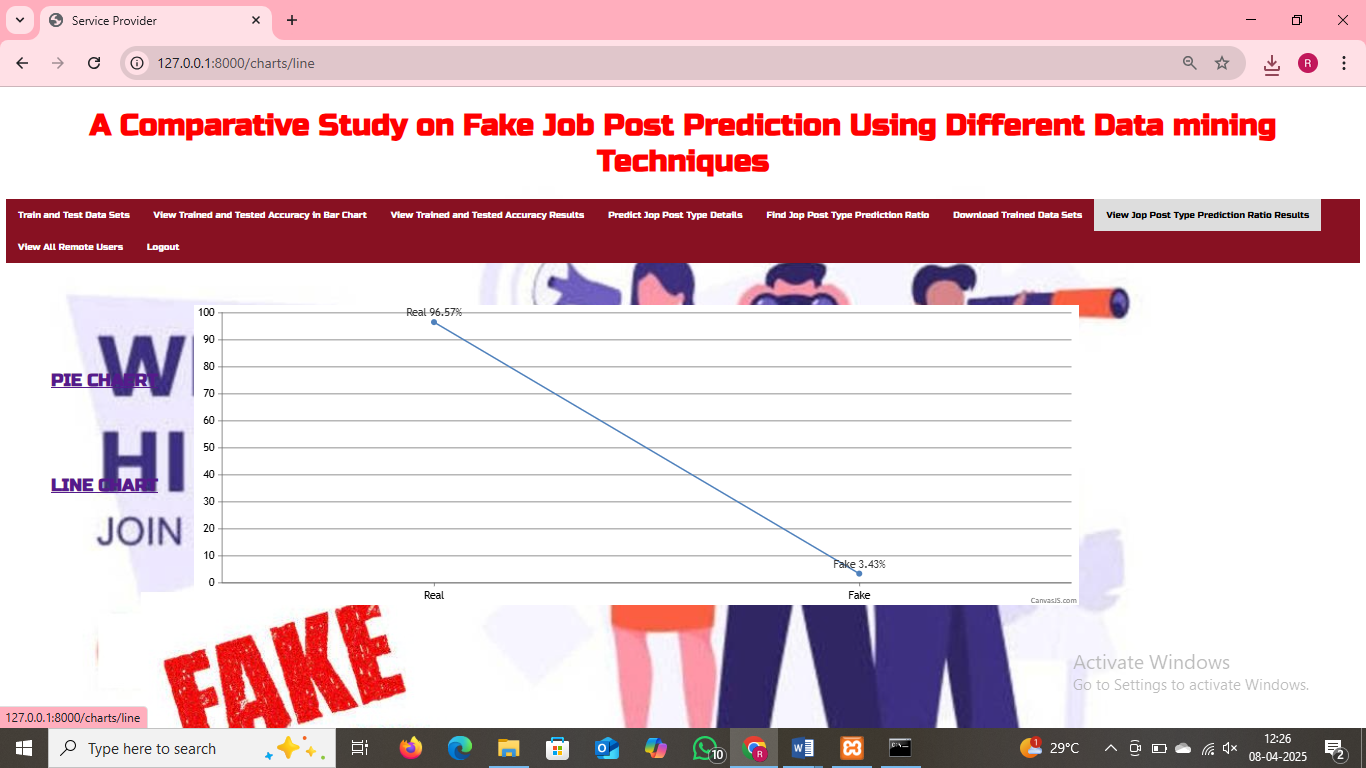 Service Provider
127.0.0.1:8000/charts/line
R
A Comparative Study on Fake Job Post Prediction Using Different Data mining
Techniques
Train and Test Data Sets View Trained and Tested Accuracy in Bar Chart View Trained and Tested Accuracy Results Predict Jop Post Type Details Find Jop Post Type Prediction Ratio Download Trained Data Sets View Jop Post Type Prediction Ratio Results
View All Remote Users Logout
100
90
80
70
60
50
40
30
20
10
0
Real 96.57%
Fake 3.43%
Real Fake
CanvasJS.com
PIE CHART
LINE CHART
HI
JOIN
FAKE
Activate Windows
Go to Settings to activate Windows.
127.0.0.1:8000/charts/line
Type here to search
10
R
1
29°C
12:26
08-04-2025
2